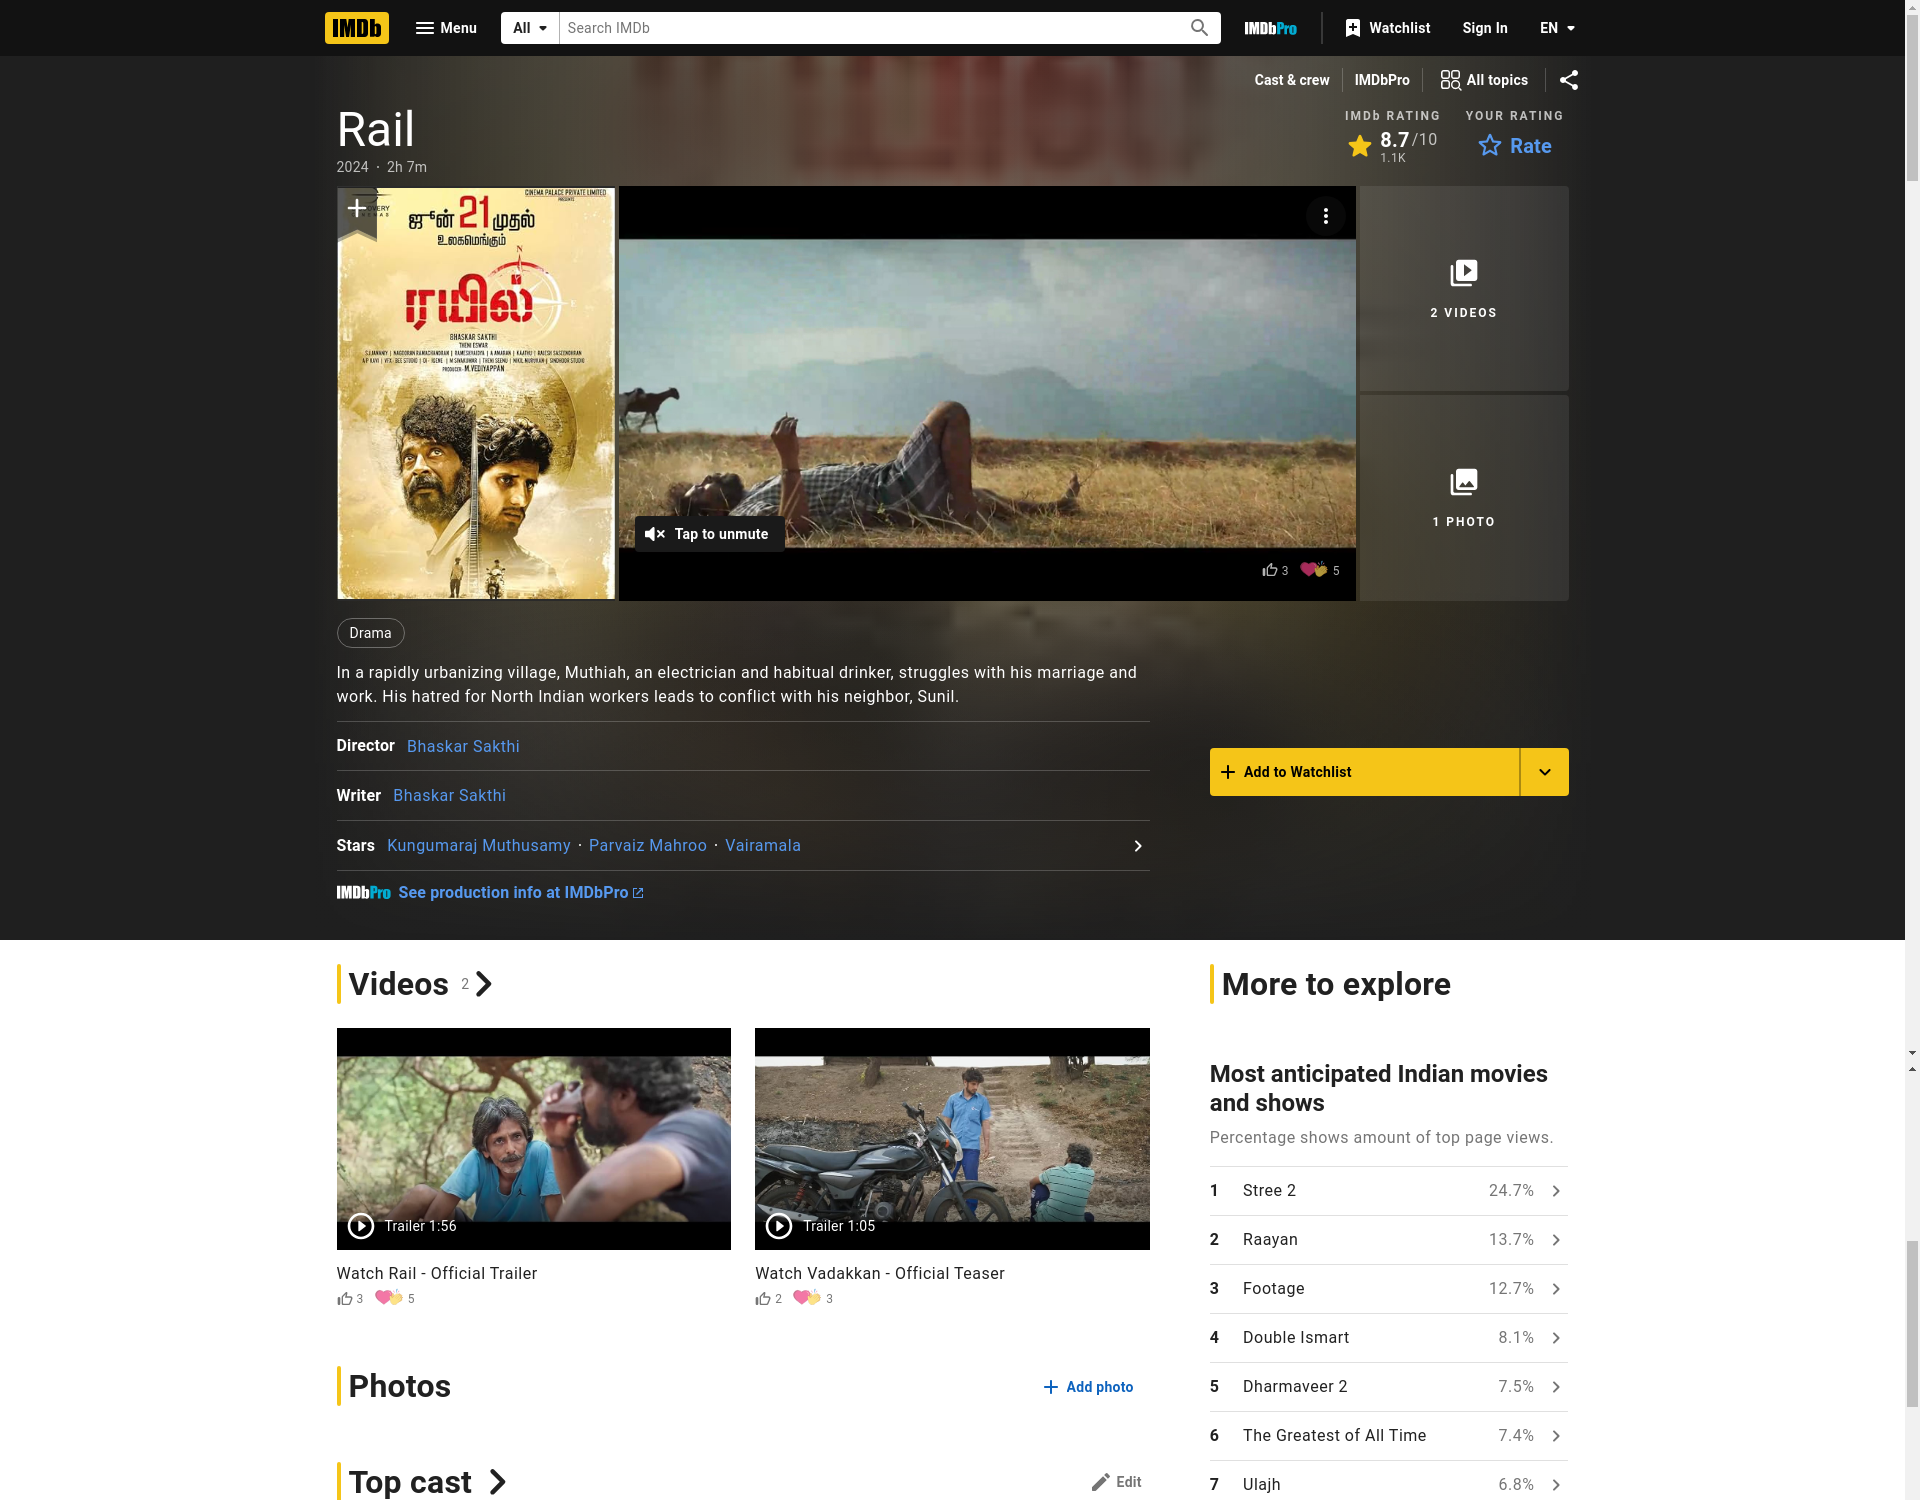 IMDb
Menu
All
Search IMDb
IMDbPro
Watchlist
Sign In
EN
Cast & crew
IMDbPro
All topics
Rail
2024 · 2h 7m
IMDb RATING
8.7/10
1.1K
YOUR RATING
Rate
CINEMA PALACE PRIVATE LIMITED
PRESENTS
ஜூன் 21 முதல்
உலகமெங்கும்
N
E
ரயில்
BHASKAR SAKTHI
THENI ESWAR
PRODUCER- M.VEDIYAPPAN
Tap to unmute
3
5
2 VIDEOS
1 PHOTO
Drama
In a rapidly urbanizing village, Muthiah, an electrician and habitual drinker, struggles with his marriage and
work. His hatred for North Indian workers leads to conflict with his neighbor, Sunil.
Director Bhaskar Sakthi
Writer Bhaskar Sakthi
Stars Kungumaraj Muthusamy · Parvaiz Mahroo · Vairamala
IMDbPro See production info at IMDbPro
Add to Watchlist
Videos 2
Trailer 1:56
Watch Rail - Official Trailer
3
5
Trailer 1:05
Watch Vadakkan - Official Teaser
2
3
Photos
Add photo
Top cast
Edit
More to explore
Most anticipated Indian movies
and shows
Percentage shows amount of top page views.
1 Stree 2 24.7%
2 Raayan 13.7%
3 Footage 12.7%
4 Double Ismart 8.1%
5 Dharmaveer 2 7.5%
6 The Greatest of All Time 7.4%
7 Ulajh 6.8%